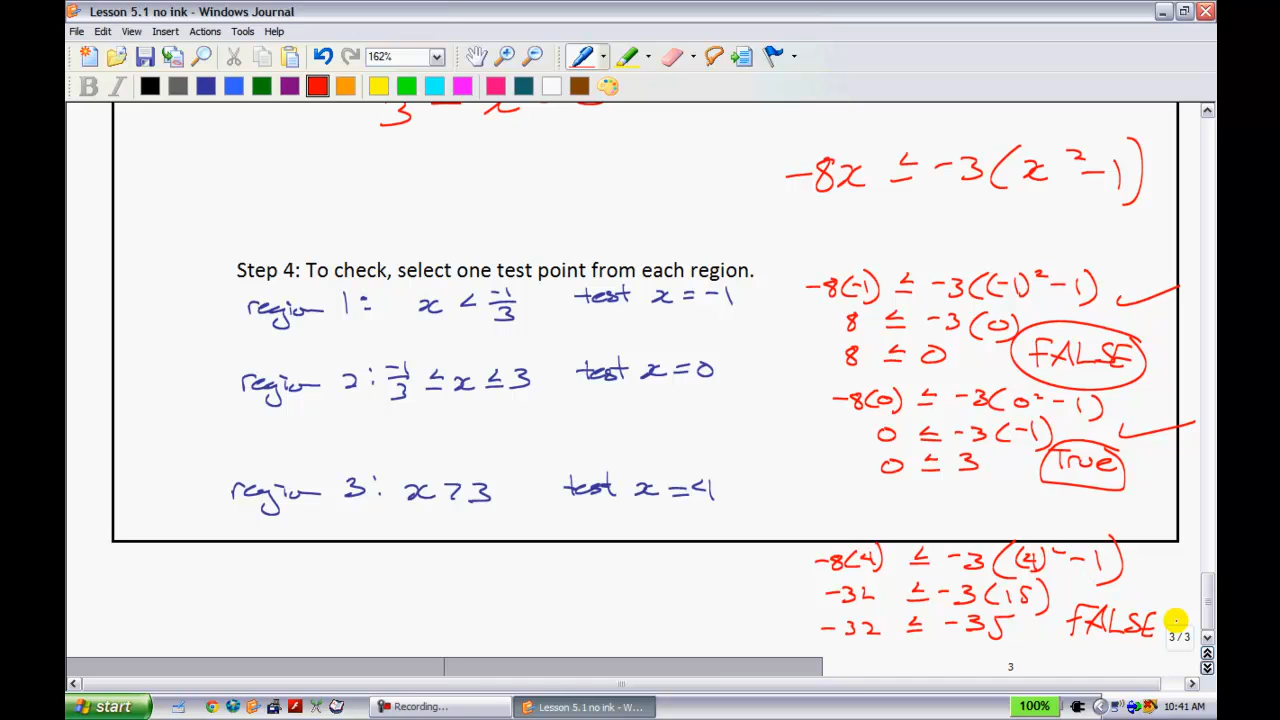 Lesson 5.1 no ink - Windows Journal
File Edit View Insert Actions Tools Help
162%
B I
-8x ≤ -3(x² -1)
Step 4: To check, select one test point from each region.
region 1: x < -1/3 test x = -1
-8(-1) ≤ -3((-1)² -1)
8 ≤ -3(0)
8 ≤ 0 FALSE
region 2: -1/3 ≤ x ≤ 3 test x = 0
-8(0) ≤ -3(0² -1)
0 ≤ -3(-1)
0 ≤ 3 True
region 3: x > 3 test x = 4
-8(4) ≤ -3((4)² -1)
-32 ≤ -3(15)
-32 ≤ -35 FALSE
3/3
3
start Recording... Lesson 5.1 no ink - W... 100% 10:41 AM